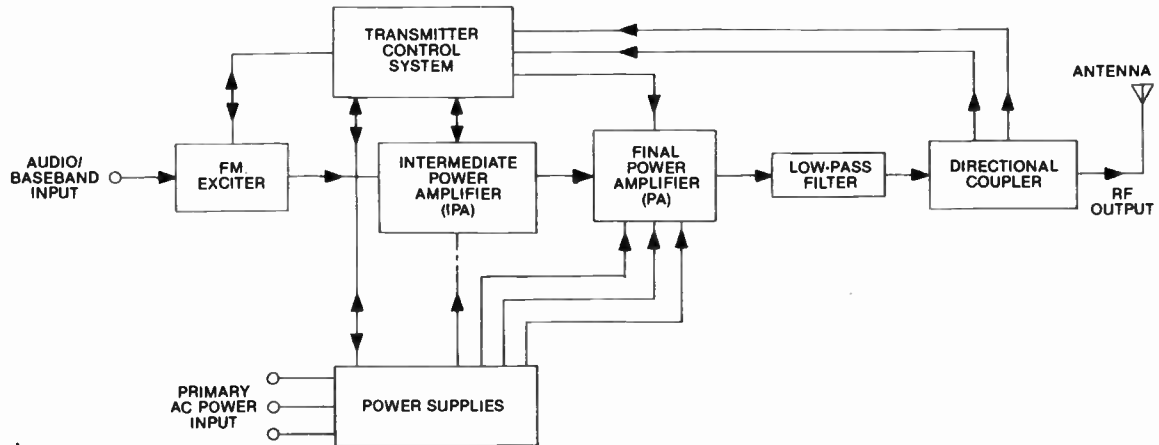 TRANSMITTER
CONTROL
SYSTEM
ANTENNA
AUDIO/
BASEBAND
INPUT
FM.
EXCITER
INTERMEDIATE
POWER
AMPLIFIER
(IPA)
FINAL
POWER
AMPLIFIER
(PA)
LOW-PASS
FILTER
DIRECTIONAL
COUPLER
RF
OUTPUT
PRIMARY
AC POWER
INPUT
POWER SUPPLIES